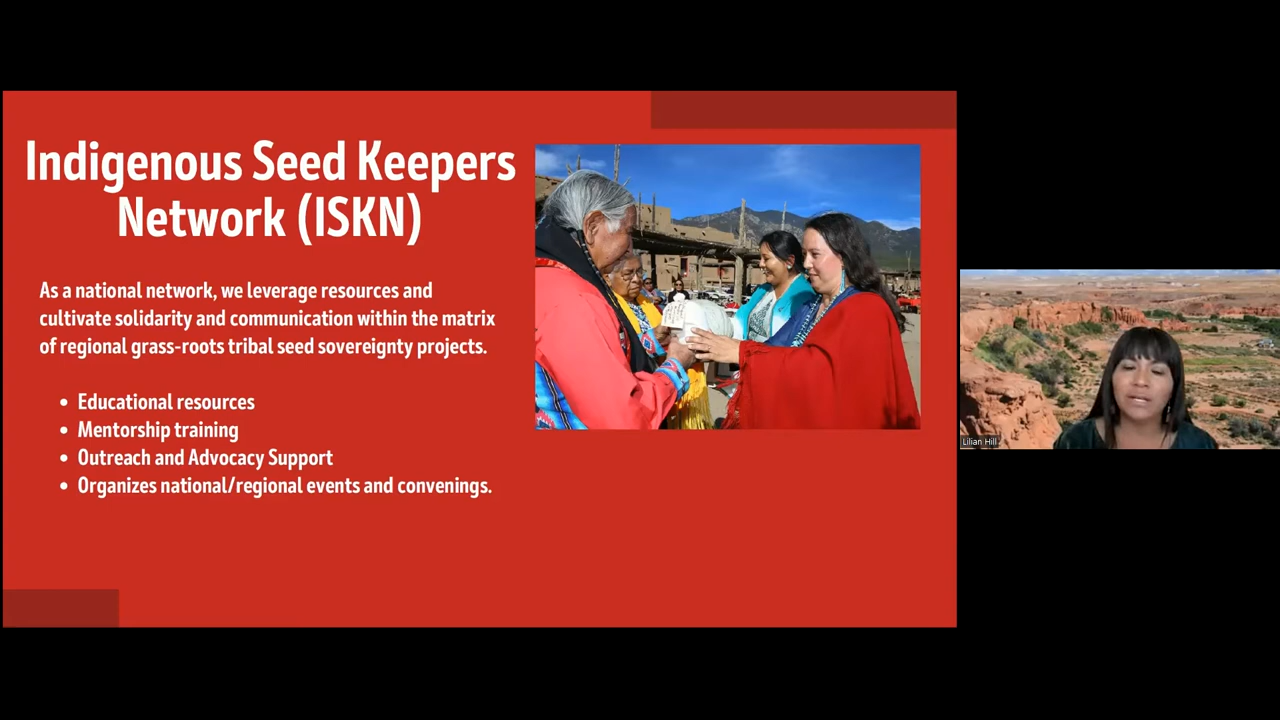 Indigenous Seed Keepers
Network (ISKN)
As a national network, we leverage resources and
cultivate solidarity and communication within the matrix
of regional grass-roots tribal seed sovereignty projects.
• Educational resources
• Mentorship training
• Outreach and Advocacy Support
• Organizes national/regional events and convenings.
Lilian Hill